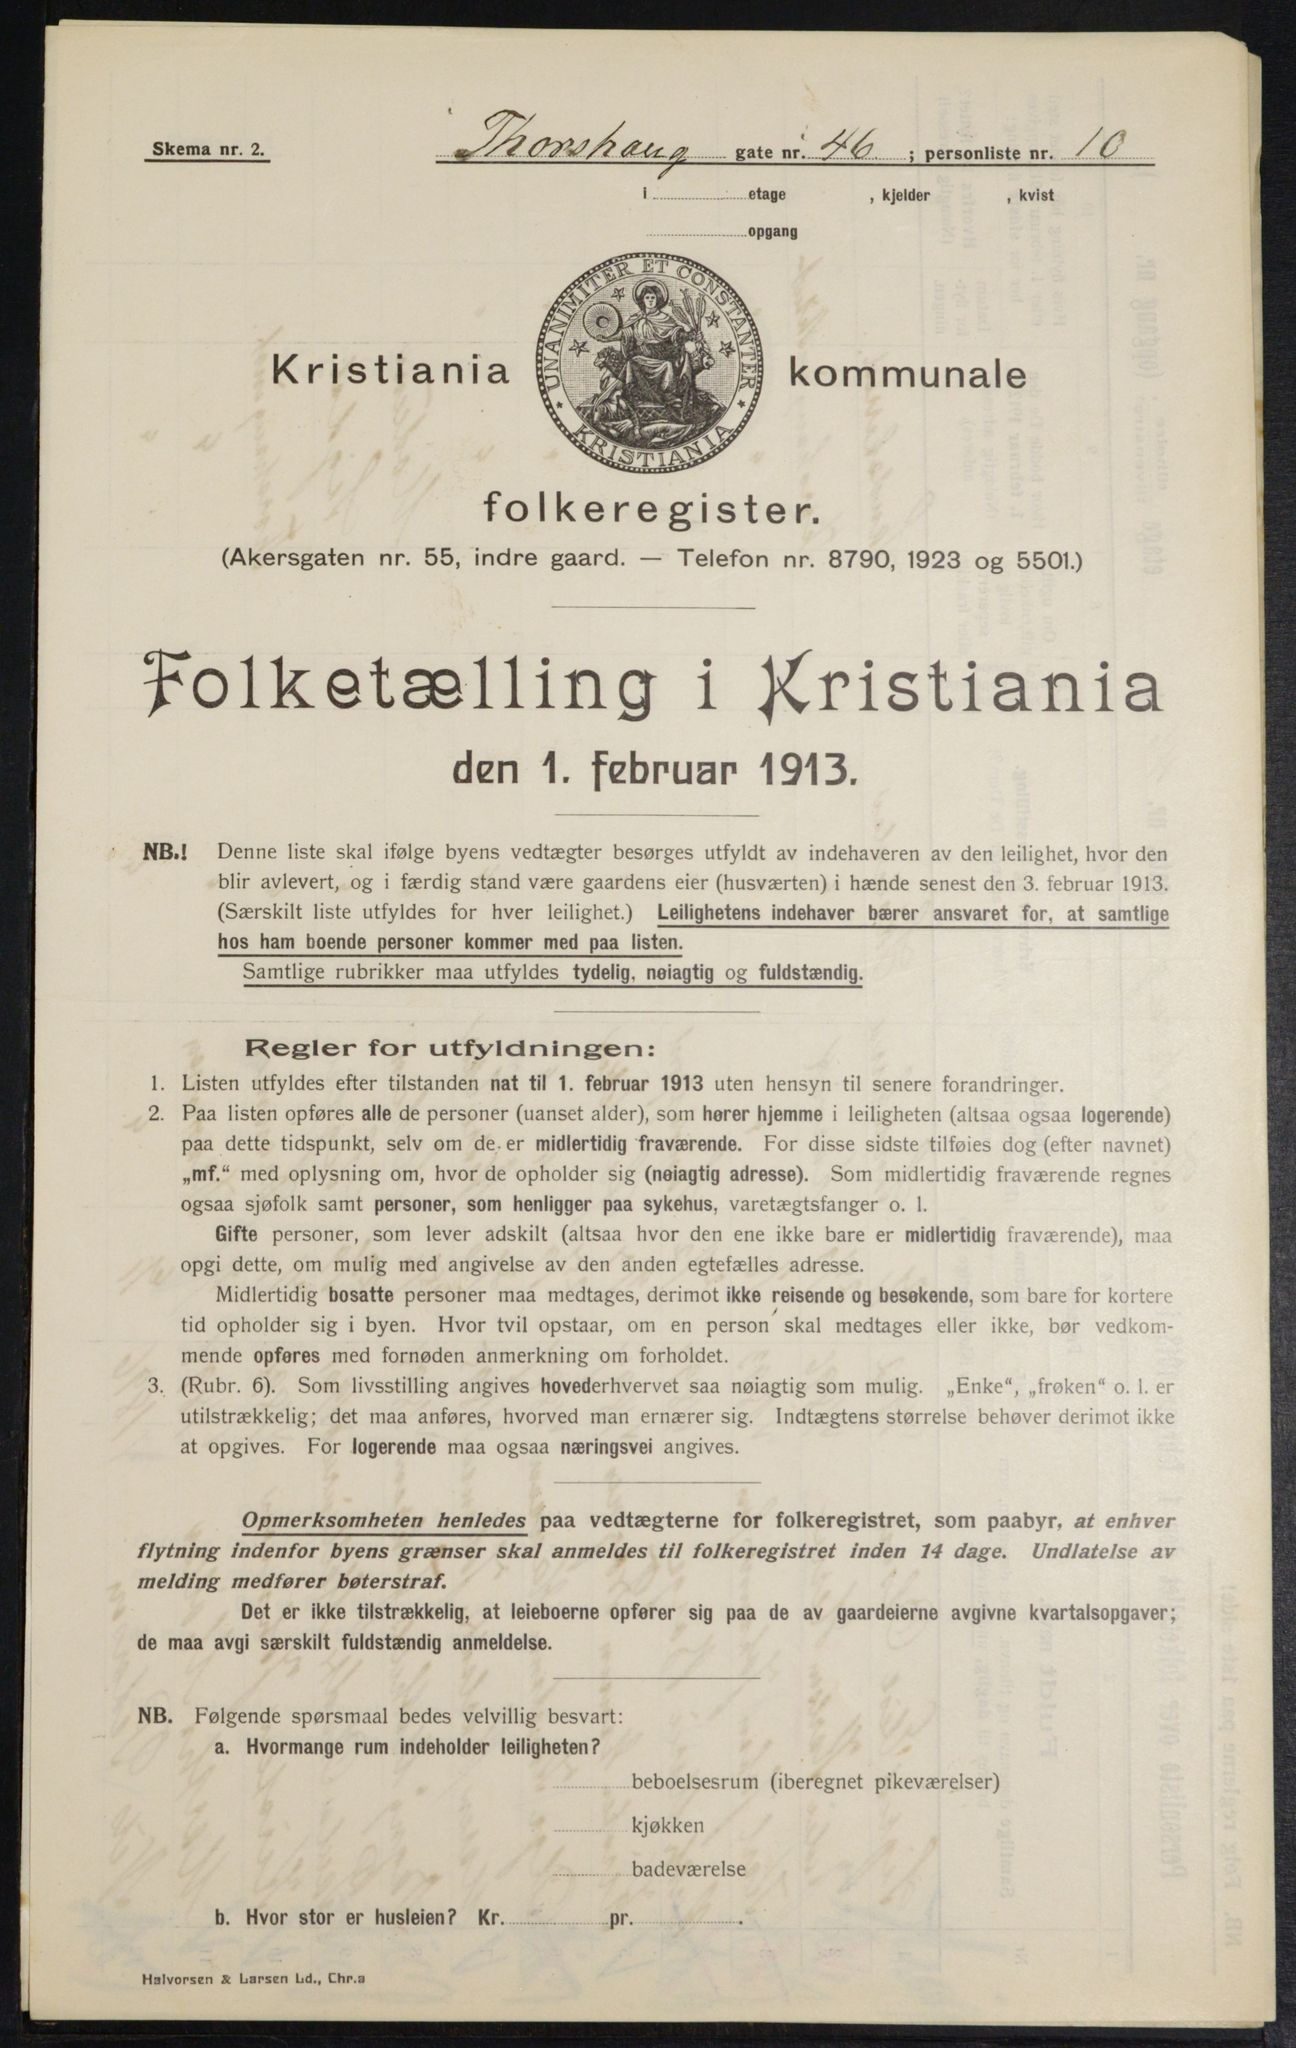 Skema nr. 2.
Thorshaug gate nr. 46 ; personliste nr. 10
i etage , kjelder , kvist
opgang
UNANIMITER ET CONSTANTER
KRISTIANIA
Kristiania kommunale
folkeregister.
(Akersgaten nr. 55, indre gaard. — Telefon nr. 8790, 1923 og 5501.)
Folketælling i Kristiania
den 1. februar 1913.
NB.! Denne liste skal ifølge byens vedtægter besørges utfyldt av indehaveren av den leilighet, hvor den
blir avlevert, og i færdig stand være gaardens eier (husværten) i hænde senest den 3. februar 1913.
(Særskilt liste utfyldes for hver leilighet.) Leilighetens indehaver bærer ansvaret for, at samtlige
hos ham boende personer kommer med paa listen.
Samtlige rubrikker maa utfyldes tydelig, nøiagtig og fuldstændig.
Regler for utfyldningen:
1. Listen utfyldes efter tilstanden nat til 1. februar 1913 uten hensyn til senere forandringer.
2. Paa listen opføres alle de personer (uanset alder), som hører hjemme i leiligheten (altsaa ogsaa logerende)
paa dette tidspunkt, selv om de er midlertidig fraværende. For disse sidste tilføies dog (efter navnet)
„mf.“ med oplysning om, hvor de opholder sig (nøiagtig adresse). Som midlertidig fraværende regnes
ogsaa sjøfolk samt personer, som henligger paa sykehus, varetægtsfanger o. l.
Gifte personer, som lever adskilt (altsaa hvor den ene ikke bare er midlertidig fraværende), maa
opgi dette, om mulig med angivelse av den anden egtefælles adresse.
Midlertidig bosatte personer maa medtages, derimot ikke reisende og besøkende, som bare for kortere
tid opholder sig i byen. Hvor tvil opstaar, om en person skal medtages eller ikke, bør vedkom-
mende opføres med fornøden anmerkning om forholdet.
3. (Rubr. 6). Som livsstilling angives hovederhvervet saa nøiagtig som mulig. „Enke“, „frøken“ o. l. er
utilstrækkelig; det maa anføres, hvorved man ernærer sig. Indtægtens størrelse behøver derimot ikke
at opgives. For logerende maa ogsaa næringsvei angives.
Opmerksomheten henledes paa vedtægterne for folkeregistret, som paabyr, at enhver
flytning indenfor byens grænser skal anmeldes til folkeregistret inden 14 dage. Undlatelse av
melding medfører bøterstraf.
Det er ikke tilstrækkelig, at leieboerne opfører sig paa de av gaardeierne avgivne kvartalsopgaver;
de maa avgi særskilt fuldstændig anmeldelse.
NB. Følgende spørsmaal bedes velvillig besvart:
a. Hvormange rum indeholder leiligheten?
beboelsesrum (iberegnet pikeværelser)
kjøkken
badeværelse
b. Hvor stor er husleien? Kr. pr. .
Halvorsen & Larsen Ld., Chr.a